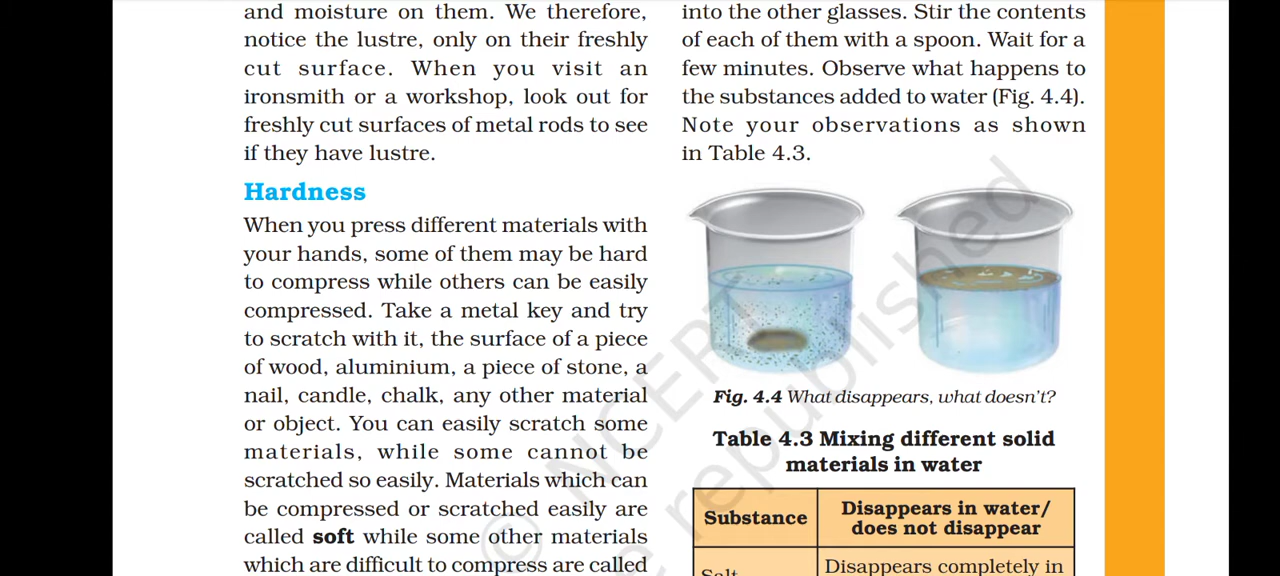 and moisture on them. We therefore,
notice the lustre, only on their freshly
cut surface. When you visit an
ironsmith or a workshop, look out for
freshly cut surfaces of metal rods to see
if they have lustre.
Hardness
When you press different materials with
your hands, some of them may be hard
to compress while others can be easily
compressed. Take a metal key and try
to scratch with it, the surface of a piece
of wood, aluminium, a piece of stone, a
nail, candle, chalk, any other material
or object. You can easily scratch some
materials, while some cannot be
scratched so easily. Materials which can
be compressed or scratched easily are
called soft while some other materials
which are difficult to compress are called
into the other glasses. Stir the contents
of each of them with a spoon. Wait for a
few minutes. Observe what happens to
the substances added to water (Fig. 4.4).
Note your observations as shown
in Table 4.3.
Fig. 4.4 What disappears, what doesn't?
Table 4.3 Mixing different solid
materials in water
Substance
Disappears in water/
does not disappear
Salt
Disappears completely in
© NCERT
be republished